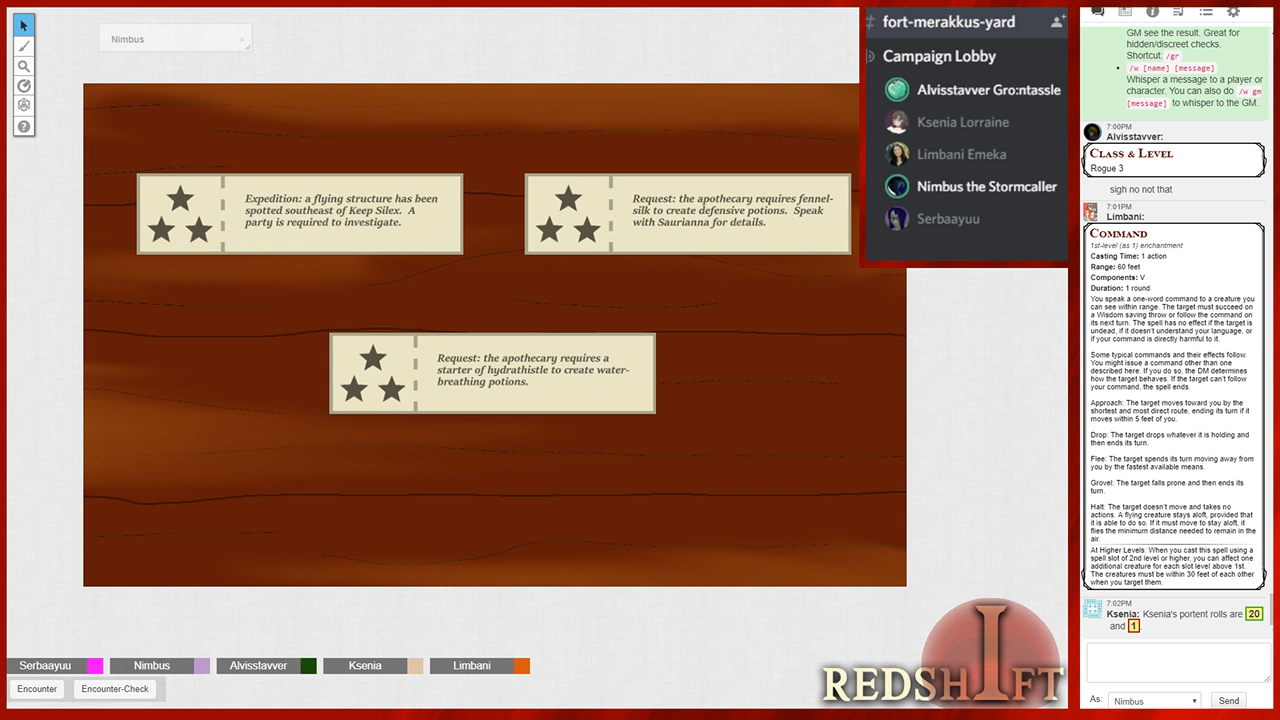 Nimbus
Expedition: a flying structure has been
spotted southeast of Keep Silex. A
party is required to investigate.
Request: the apothecary requires fennel-
silk to create defensive potions. Speak
with Saurianna for details.
Request: the apothecary requires a
starter of hydrathistle to create water-
breathing potions.
# fort-merakkus-yard
Campaign Lobby
Alvisstavver Gro:ntassle
Ksenia Lorraine
Limbani Emeka
Nimbus the Stormcaller
Serbaayuu
GM see the result. Great for
hidden/discreet checks.
Shortcut: /gr
• /w [name] [message]
Whisper a message to a player or
character. You can also do /w gm
[message] to whisper to the GM.
7:00PM
Alvisstavver:
Class & Level
Rogue 3
sigh no not that
7:01PM
Limbani:
Command
1st-level (as 1) enchantment
Casting Time: 1 action
Range: 60 feet
Components: V
Duration: 1 round
You speak a one-word command to a creature you
can see within range. The target must succeed on
a Wisdom saving throw or follow the command on
its next turn. The spell has no effect if the target is
undead, if it doesn't understand your language, or
if your command is directly harmful to it.
Some typical commands and their effects follow.
You might issue a command other than one
described here. If you do so, the DM determines
how the target behaves. If the target can't follow
your command, the spell ends.
Approach: The target moves toward you by the
shortest and most direct route, ending its turn if it
moves within 5 feet of you.
Drop: The target drops whatever it is holding and
then ends its turn.
Flee: The target spends its turn moving away from
you by the fastest available means.
Grovel: The target falls prone and then ends its
turn.
Halt: The target doesn't move and takes no
actions. A flying creature stays aloft, provided that
it is able to do so. If it must move to stay aloft, it
flies the minimum distance needed to remain in the
air.
At Higher Levels: When you cast this spell using a
spell slot of 2nd level or higher, you can affect one
additional creature for each slot level above 1st.
The creatures must be within 30 feet of each other
when you target them.
7:02PM
Ksenia: Ksenia's portent rolls are 20
and 1.
As: Nimbus Send
Serbaayuu Nimbus Alvisstavver Ksenia Limbani
Encounter Encounter-Check
REDSHIFT